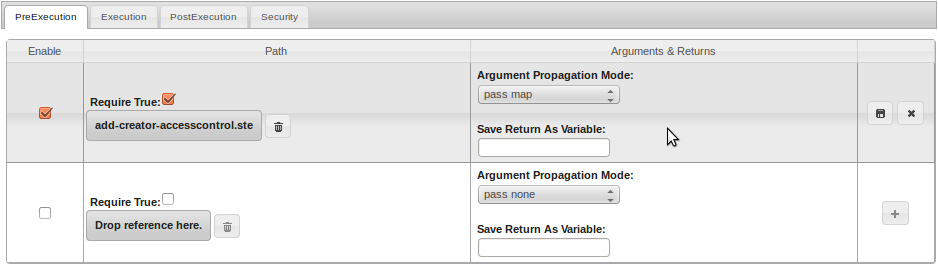 PreExecution Execution PostExecution Security
Enable Path Arguments & Returns
Argument Propagation Mode:
Require True: pass map
add-creator-accesscontrol.ste
Save Return As Variable:
Argument Propagation Mode:
Require True: pass none
Drop reference here.
Save Return As Variable: